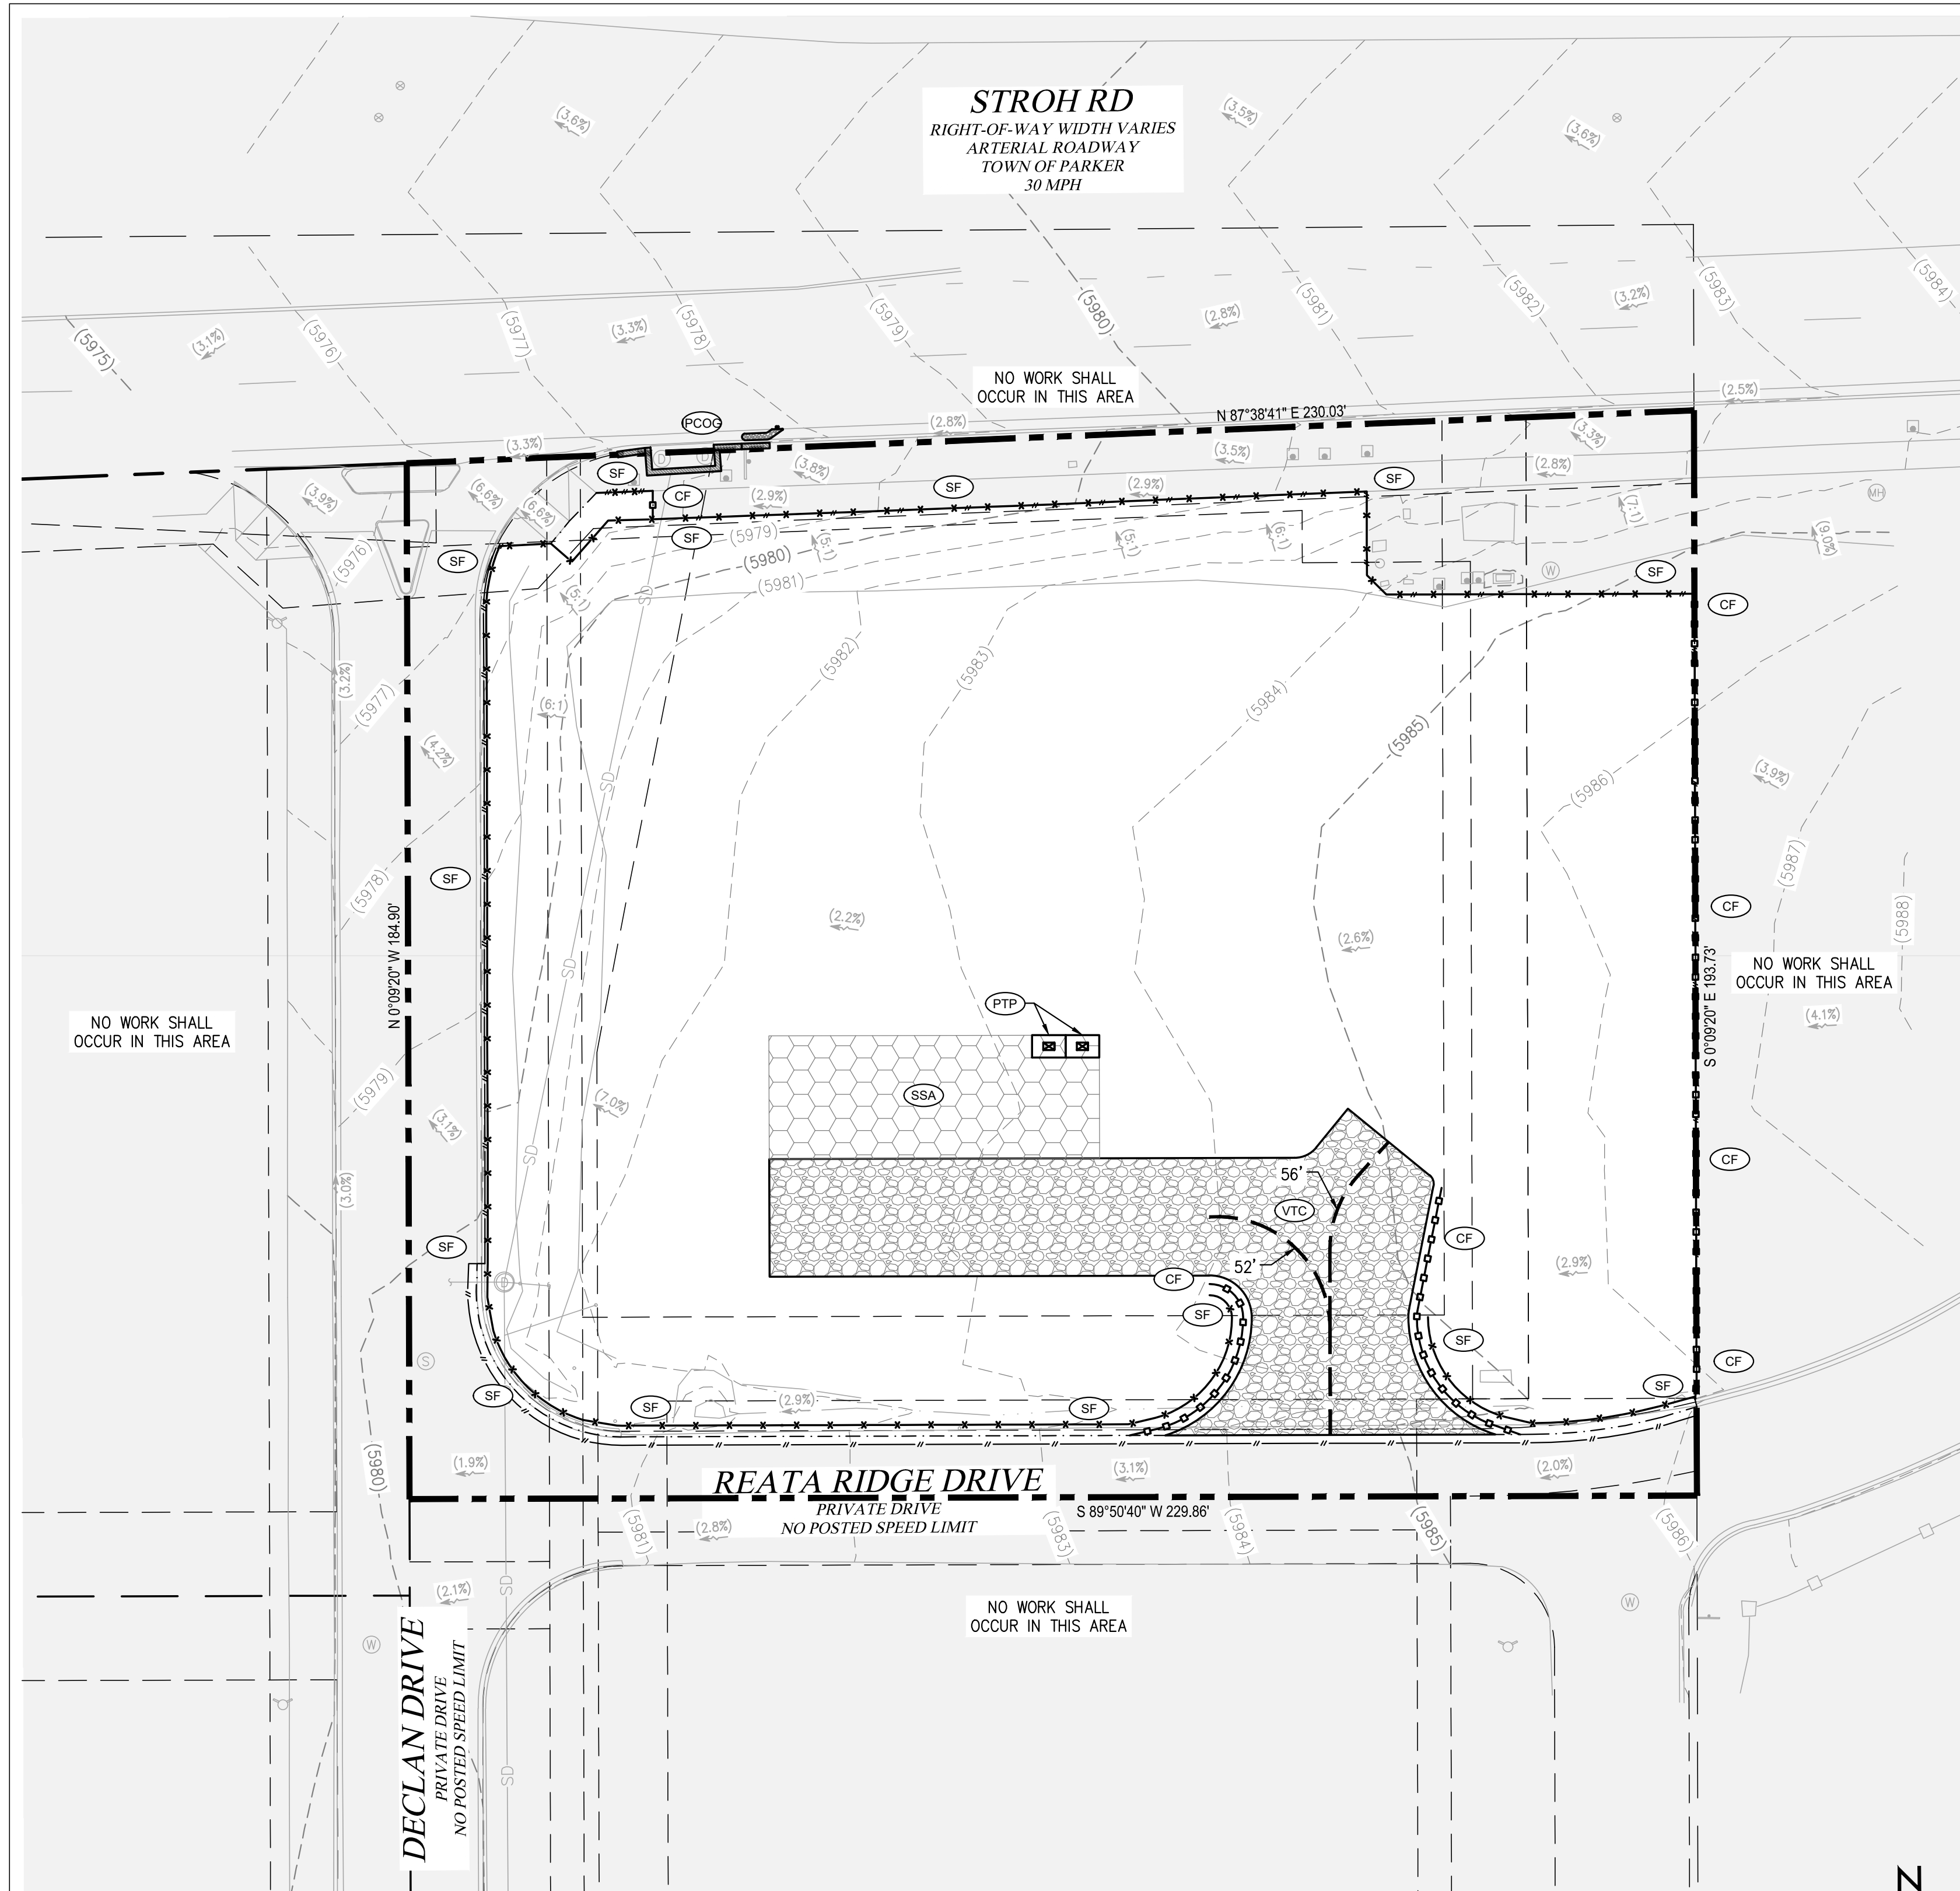 (3.6%)
STROH RD
RIGHT-OF-WAY WIDTH VARIES
ARTERIAL ROADWAY
TOWN OF PARKER
30 MPH
(3.5%)
(3.6%)
MH
(5975)
(3.1%)
(5976)
(5977)
(3.3%)
(5978)
(5979)
(5980)
(2.8%)
(5981)
(5982)
(3.2%)
(5983)
(5984)
NO WORK SHALL
OCCUR IN THIS AREA
N 87°38'41" E 230.03'
(2.5%)
PCOG
(2.8%)
(3.3%)
(3.5%)
(3.3%)
(2.8%)
D
D
SF
(3.8%)
(3.9%)
(6.6%)
(6.6%)
CF
(2.9%)
SF
(2.9%)
SF
(7:1)
SF
(5979)
(5980)
(5981)
(5:1)
(5:1)
(6:1)
(9.0%)
(5976)
SF
(5:1)
SD
W
SF
CF
(3.2%)
(5977)
(6:1)
(5982)
(5983)
(5984)
(5985)
(4.2%)
SD
(5986)
(3.9%)
(5978)
SF
(2.2%)
(2.6%)
CF
(5987)
(5988)
N 0°09'20" W 184.90'
SD
S 0°09'20" E 193.73'
NO WORK SHALL
OCCUR IN THIS AREA
(4.1%)
NO WORK SHALL
OCCUR IN THIS AREA
PTP
(5979)
(3.1%)
(7.0%)
SSA
SD
CF
(3.0%)
56'
VTC
SF
CF
52'
CF
(2.9%)
D
SF
SF
S
CF
SF
SF
(2.9%)
SF
SF
(5980)
(1.9%)
REATA RIDGE DRIVE
PRIVATE DRIVE
NO POSTED SPEED LIMIT
(3.1%)
(2.0%)
S 89°50'40" W 229.86'
(5981)
(2.8%)
(5983)
(5984)
(5985)
(5986)
(2.1%)
SD
NO WORK SHALL
OCCUR IN THIS AREA
W
W
DECLAN DRIVE
PRIVATE DRIVE
NO POSTED SPEED LIMIT
SD
N